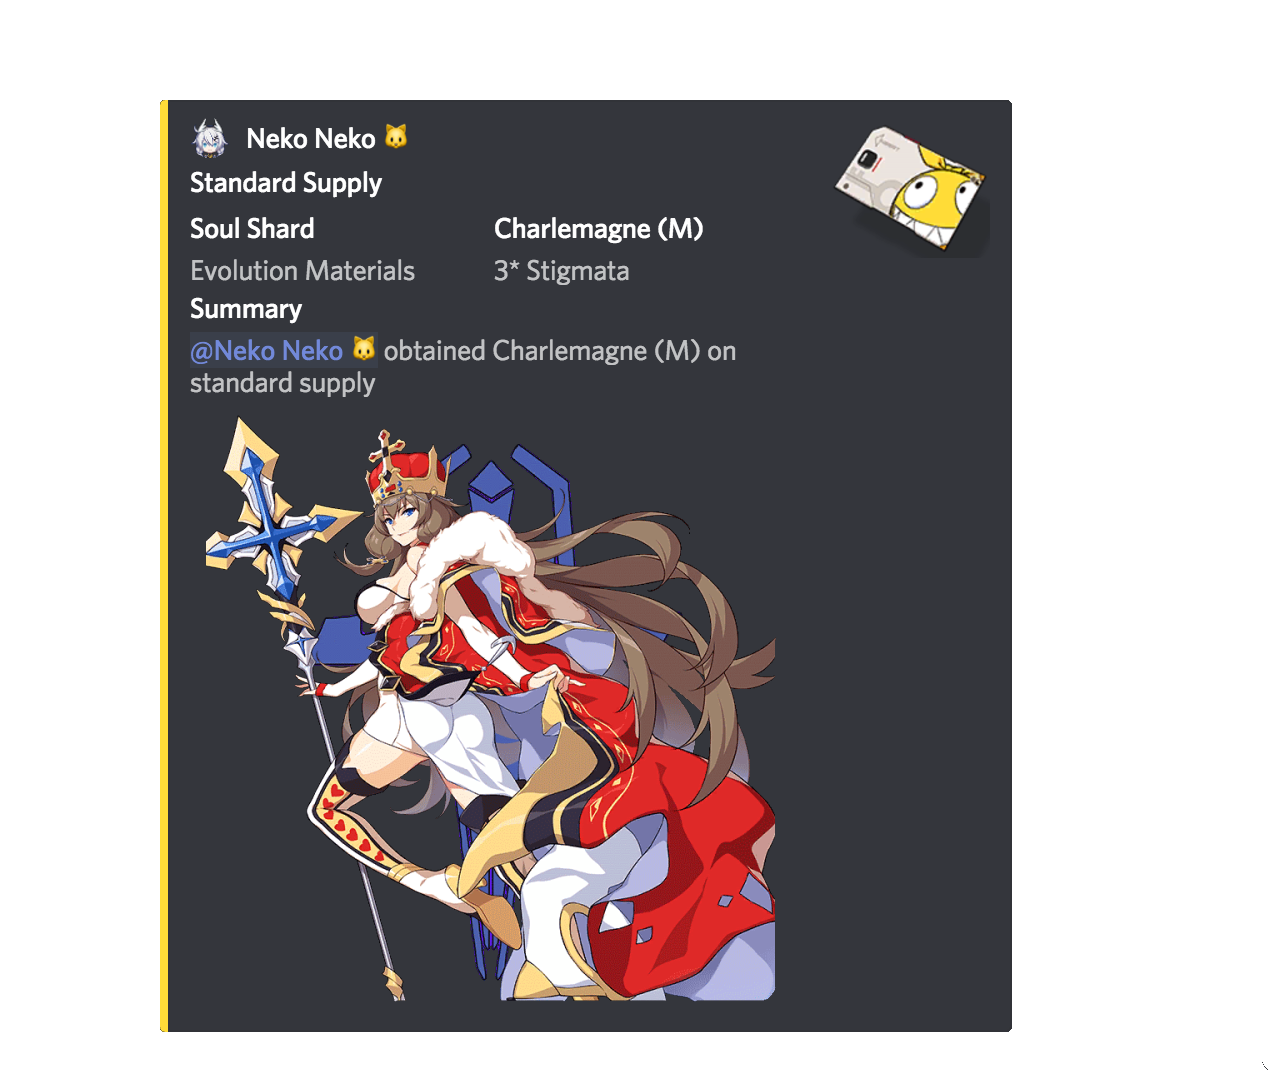 Neko Neko 🐱
Standard Supply
Soul Shard
Charlemagne (M)
Evolution Materials
3* Stigmata
Summary
@Neko Neko 🐱 obtained Charlemagne (M) on
standard supply